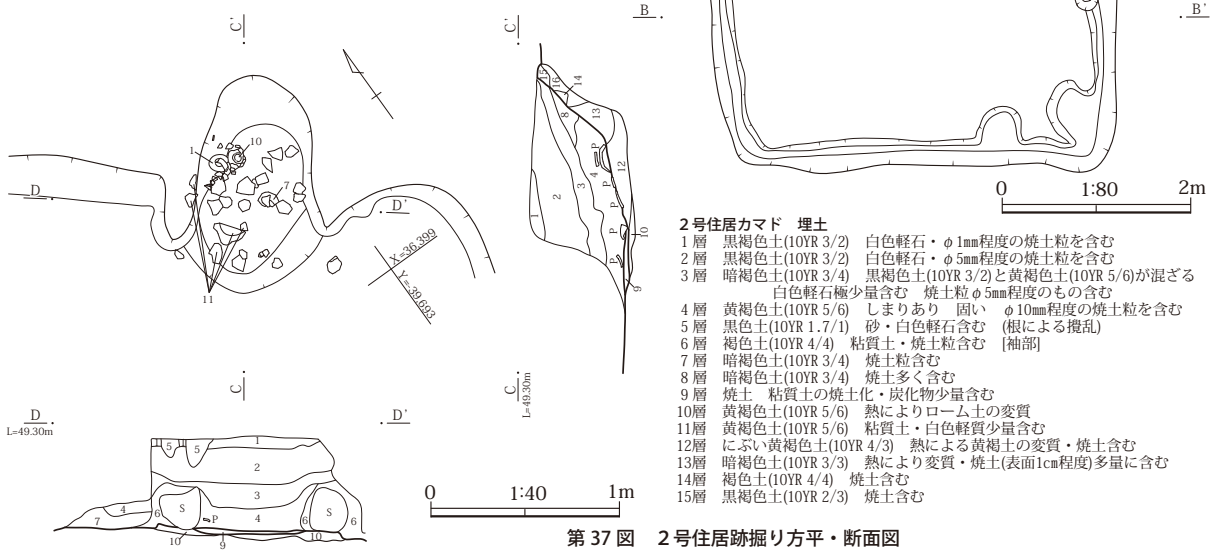 C'
C'
B
B'
15
16
14
8
13
1
10
7
P
4
12
3
2
1
P
P
P
10
9
D
D'
X=36.399
Y=-39.693
11
C
C
L=49.30m
0 1:80 2m
2号住居カマド 埋土
1層 黒褐色土(10YR 3/2) 白色軽石・φ1㎜程度の焼土粒を含む
2層 黒褐色土(10YR 3/2) 白色軽石・φ5㎜程度の焼土粒を含む
3層 暗褐色土(10YR 3/4) 黒褐色土(10YR 3/2)と黄褐色土(10YR 5/6)が混ざる
白色軽石極少量含む 焼土粒φ5㎜程度のもの含む
4層 黄褐色土(10YR 5/6) しまりあり 固い φ10㎜程度の焼土粒を含む
5層 黒色土(10YR 1.7/1) 砂・白色軽石含む (根による攪乱)
6層 褐色土(10YR 4/4) 粘質土・焼土粒含む [袖部]
7層 暗褐色土(10YR 3/4) 焼土粒含む
8層 暗褐色土(10YR 3/4) 焼土多く含む
9層 焼土 粘質土の焼土化・炭化物少量含む
10層 黄褐色土(10YR 5/6) 熱によりローム土の変質
11層 黄褐色土(10YR 5/6) 粘質土・白色軽質少量含む
12層 にぶい黄褐色土(10YR 4/3) 熱による黄褐土の変質・焼土含む
13層 暗褐色土(10YR 3/3) 熱により変質・焼土(表面1㎝程度)多量に含む
14層 褐色土(10YR 4/4) 焼土含む
15層 黒褐色土(10YR 2/3) 焼土含む
D
L=49.30m
D'
5
5
1
2
3
4
7
6
S
P
4
6
S
6
10
9
10
0 1:40 1m
第37図 2号住居跡掘り方平・断面図